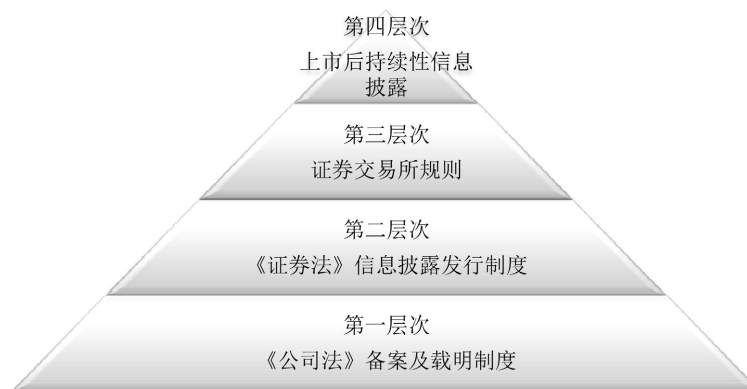 第四层次
上市后持续性信息
披露
第三层次
证券交易所规则
第二层次
《证券法》信息披露发行制度
第一层次
《公司法》备案及载明制度